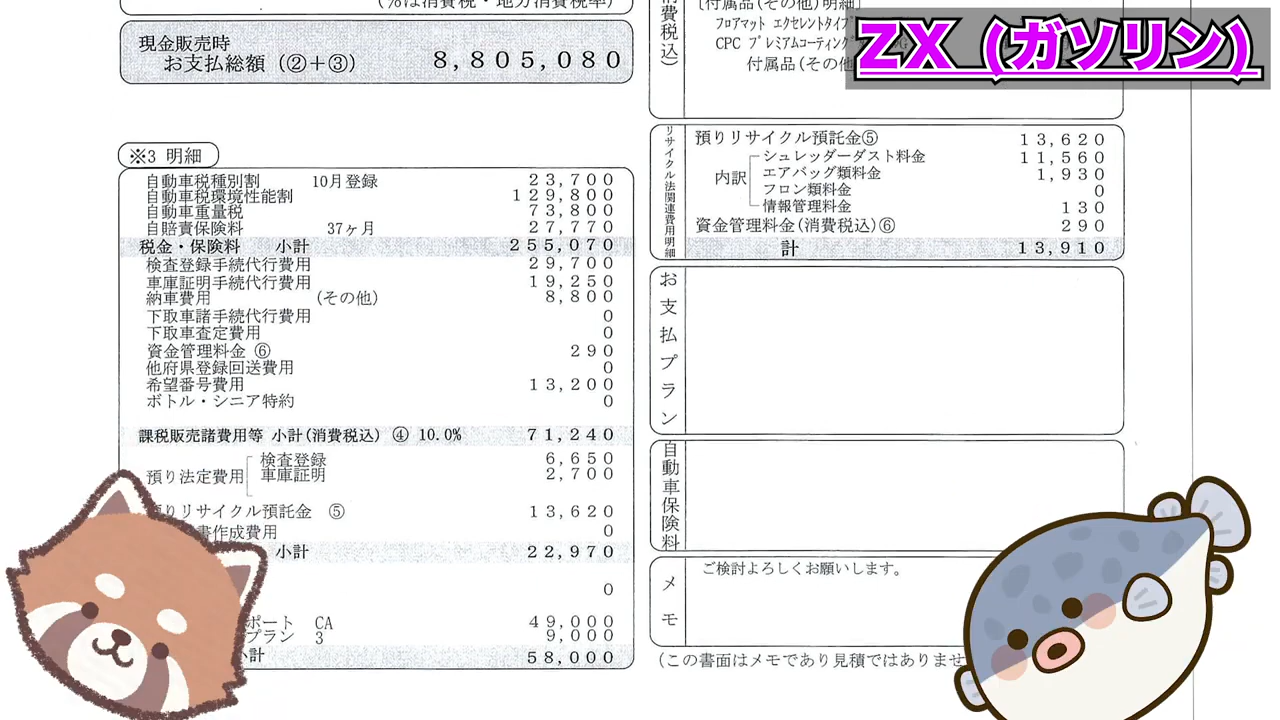 (%は消費税・地方消費税率)
現金販売時
お支払総額(②+③) 8,805,080
※3 明細
自動車税種別割 10月登録 23,700
自動車税環境性能割 129,800
自動車重量税 73,800
自賠責保険料 37ヶ月 27,770
税金・保険料 小計 255,070
検査登録手続代行費用 29,700
車庫証明手続代行費用 19,250
納車費用 (その他) 8,800
下取車諸手続代行費用 0
下取車査定費用 0
資金管理料金 ⑥ 290
他府県登録回送費用 0
希望番号費用 13,200
ボトル・シニア特約 0
課税販売諸費用等 小計(消費税込) ④ 10.0% 71,240
預り法定費用 検査登録 6,650
車庫証明 2,700
預りリサイクル預託金 ⑤ 13,620
書作成費用 0
小計 22,970
0
ポート CA 49,000
プラン 3 9,000
計 58,000
消費税込)
[付属品(その他)明細]
フロアマット エクセレントタイプ
CPC プレミアムコーティング
付属品(その他
ZX (ガソリン)
リサイクル法関連費用明細
預りリサイクル預託金⑤ 13,620
内訳 シュレッダーダスト料金 11,560
エアバッグ類料金 1,930
フロン類料金 0
情報管理料金 130
資金管理料金(消費税込)⑥ 290
計 13,910
お支払プラン
自動車保険料
メモ
ご検討よろしくお願いします。
(この書面はメモであり見積ではありませ